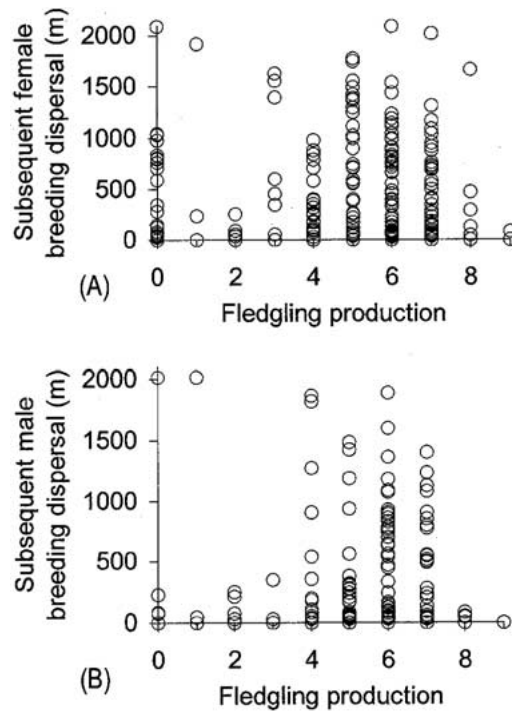 Subsequent female
breeding dispersal (m)
2000
1500
1000
500
0
0 2 4 6 8
(A)
Fledgling production
Subsequent male
breeding dispersal (m)
2000
1500
1000
500
0
0 2 4 6 8
(B)
Fledgling production